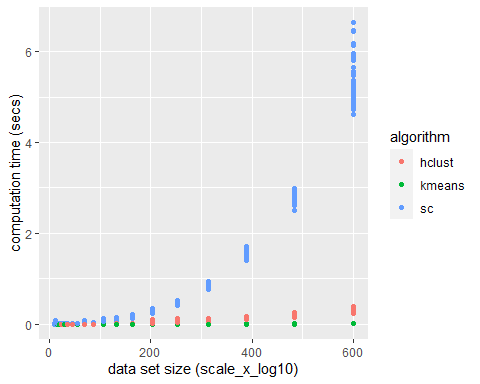 6
4
2
0
computation time (secs)
0 200 400 600
data set size (scale_x_log10)
algorithm
hclust
kmeans
sc